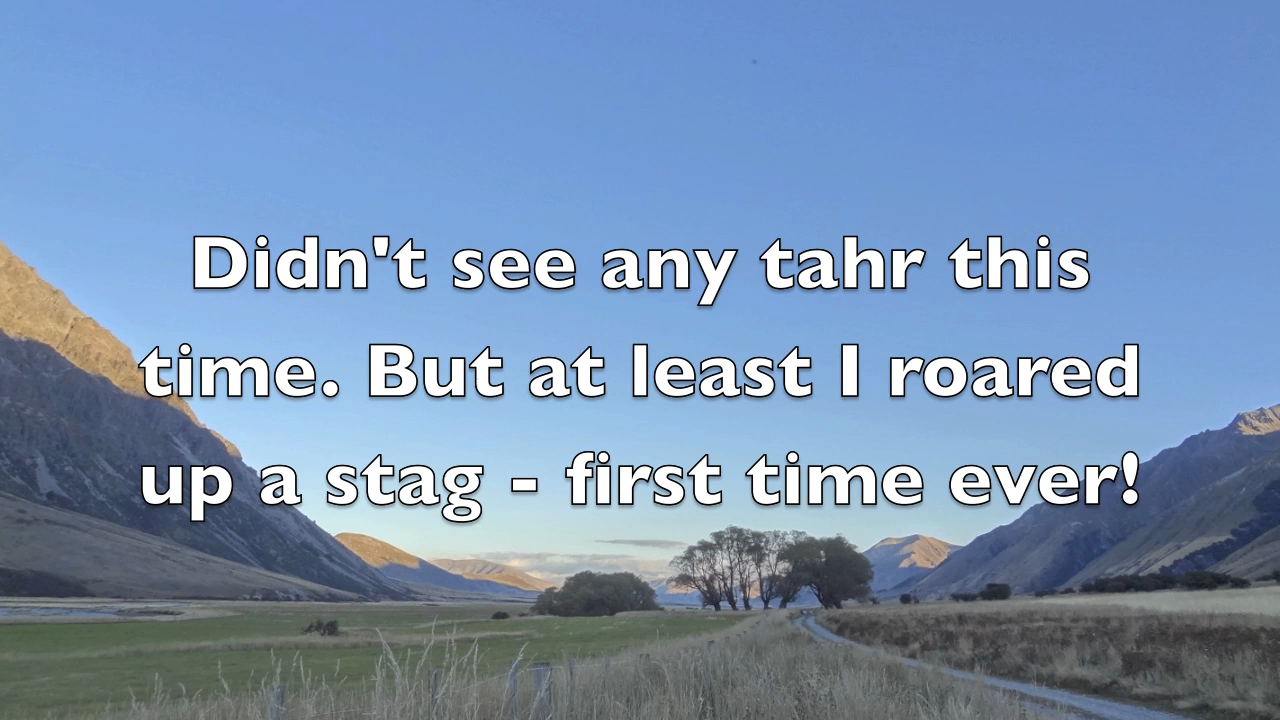 Didn't see any tahr this
time. But at least I roared
up a stag - first time ever!